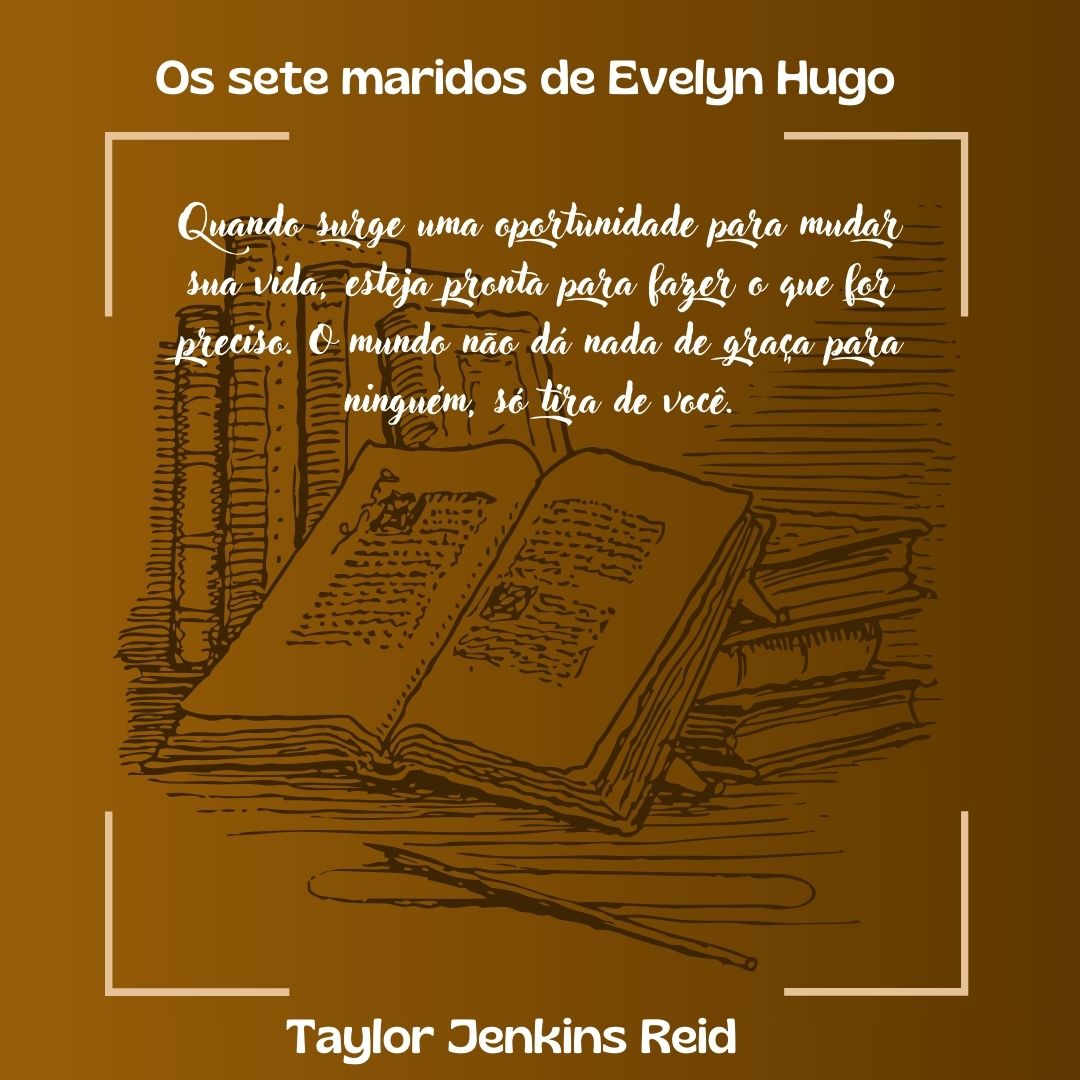 Os sete maridos de Evelyn Hugo
Quando surge uma oportunidade para mudar
sua vida, esteja pronta para fazer o que for
preciso. O mundo não dá nada de graça para
ninguém, só tira de você.
Taylor Jenkins Reid